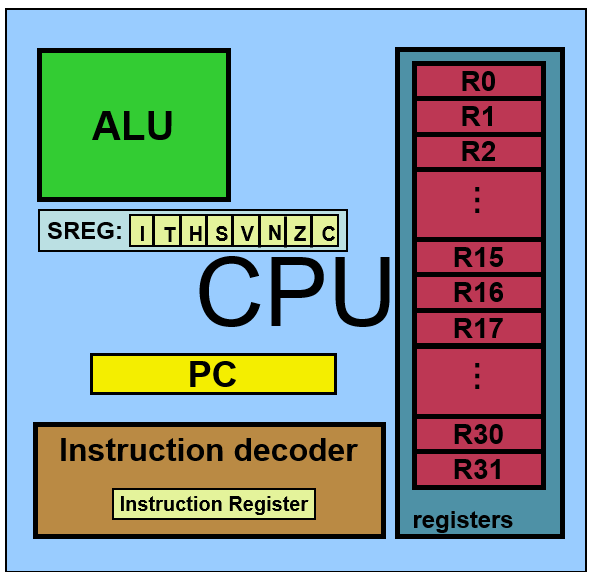 ALU
SREG: I T H S V N Z C
CPU
PC
Instruction decoder
Instruction Register
R0
R1
R2
⋮
R15
R16
R17
⋮
R30
R31
registers